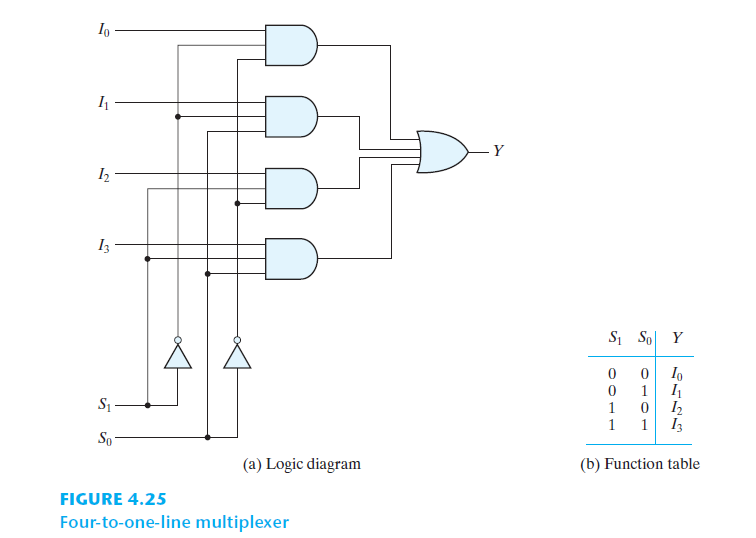 I₀
I₁
I₂
I₃
Y
S₁
S₀
(a) Logic diagram
S₁ S₀ Y
0 0 I₀
0 1 I₁
1 0 I₂
1 1 I₃
(b) Function table
FIGURE 4.25
Four-to-one-line multiplexer